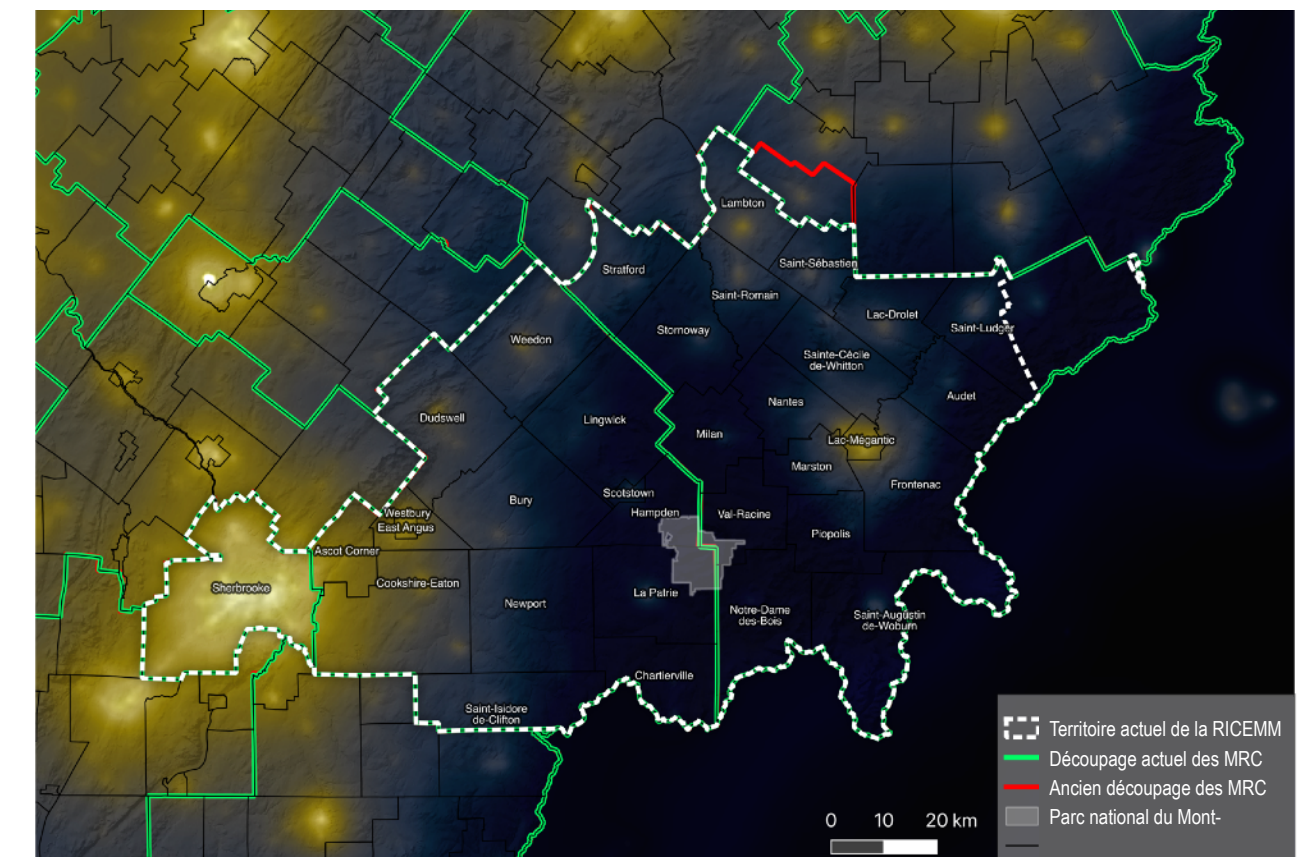 Lambton
Saint-Sébastien
Stratford
Saint-Romain
Lac-Drolet
Saint-Ludger
Stornoway
Weedon
Sainte-Cécile
de-Whitton
Audet
Nantes
Dudswell
Lingwick
Milan
Lac-Mégantic
Marston
Frontenac
Scotstown
Bury
Westbury
East Angus
Hampden
Val-Racine
Piopolis
Ascot Corner
Sherbrooke
Cookshire-Eaton
Newport
La Patrie
Notre-Dame
des-Bois
Saint-Augustin
de-Woburn
Chartierville
Saint-Isidore
de-Clifton
Territoire actuel de la RICEMM
Découpage actuel des MRC
Ancien découpage des MRC
Parc national du Mont-
0 10 20 km